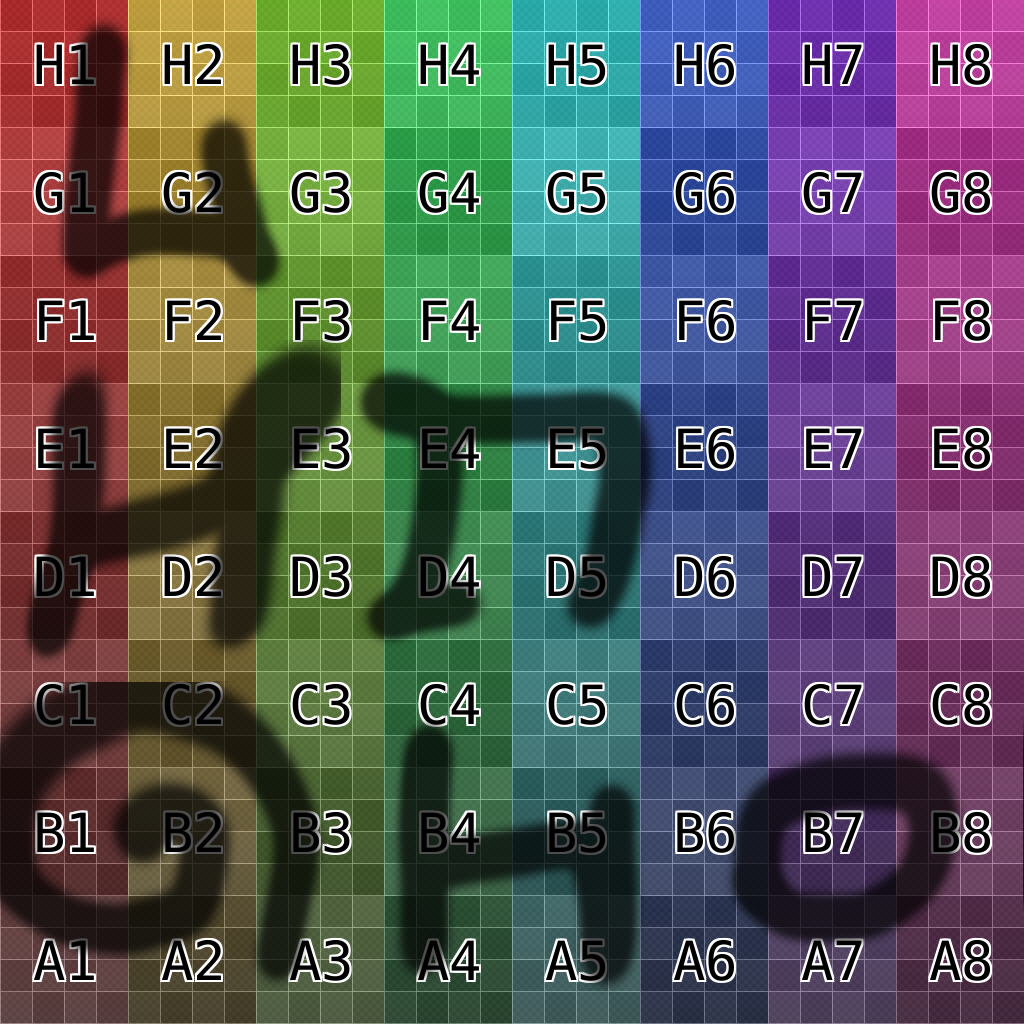 H1 H2 H3 H4 H5 H6 H7 H8
G1 G2 G3 G4 G5 G6 G7 G8
F1 F2 F3 F4 F5 F6 F7 F8
E1 E2 E3 E4 E5 E6 E7 E8
D1 D2 D3 D4 D5 D6 D7 D8
C1 C2 C3 C4 C5 C6 C7 C8
B1 B2 B3 B4 B5 B6 B7 B8
A1 A2 A3 A4 A5 A6 A7 A8